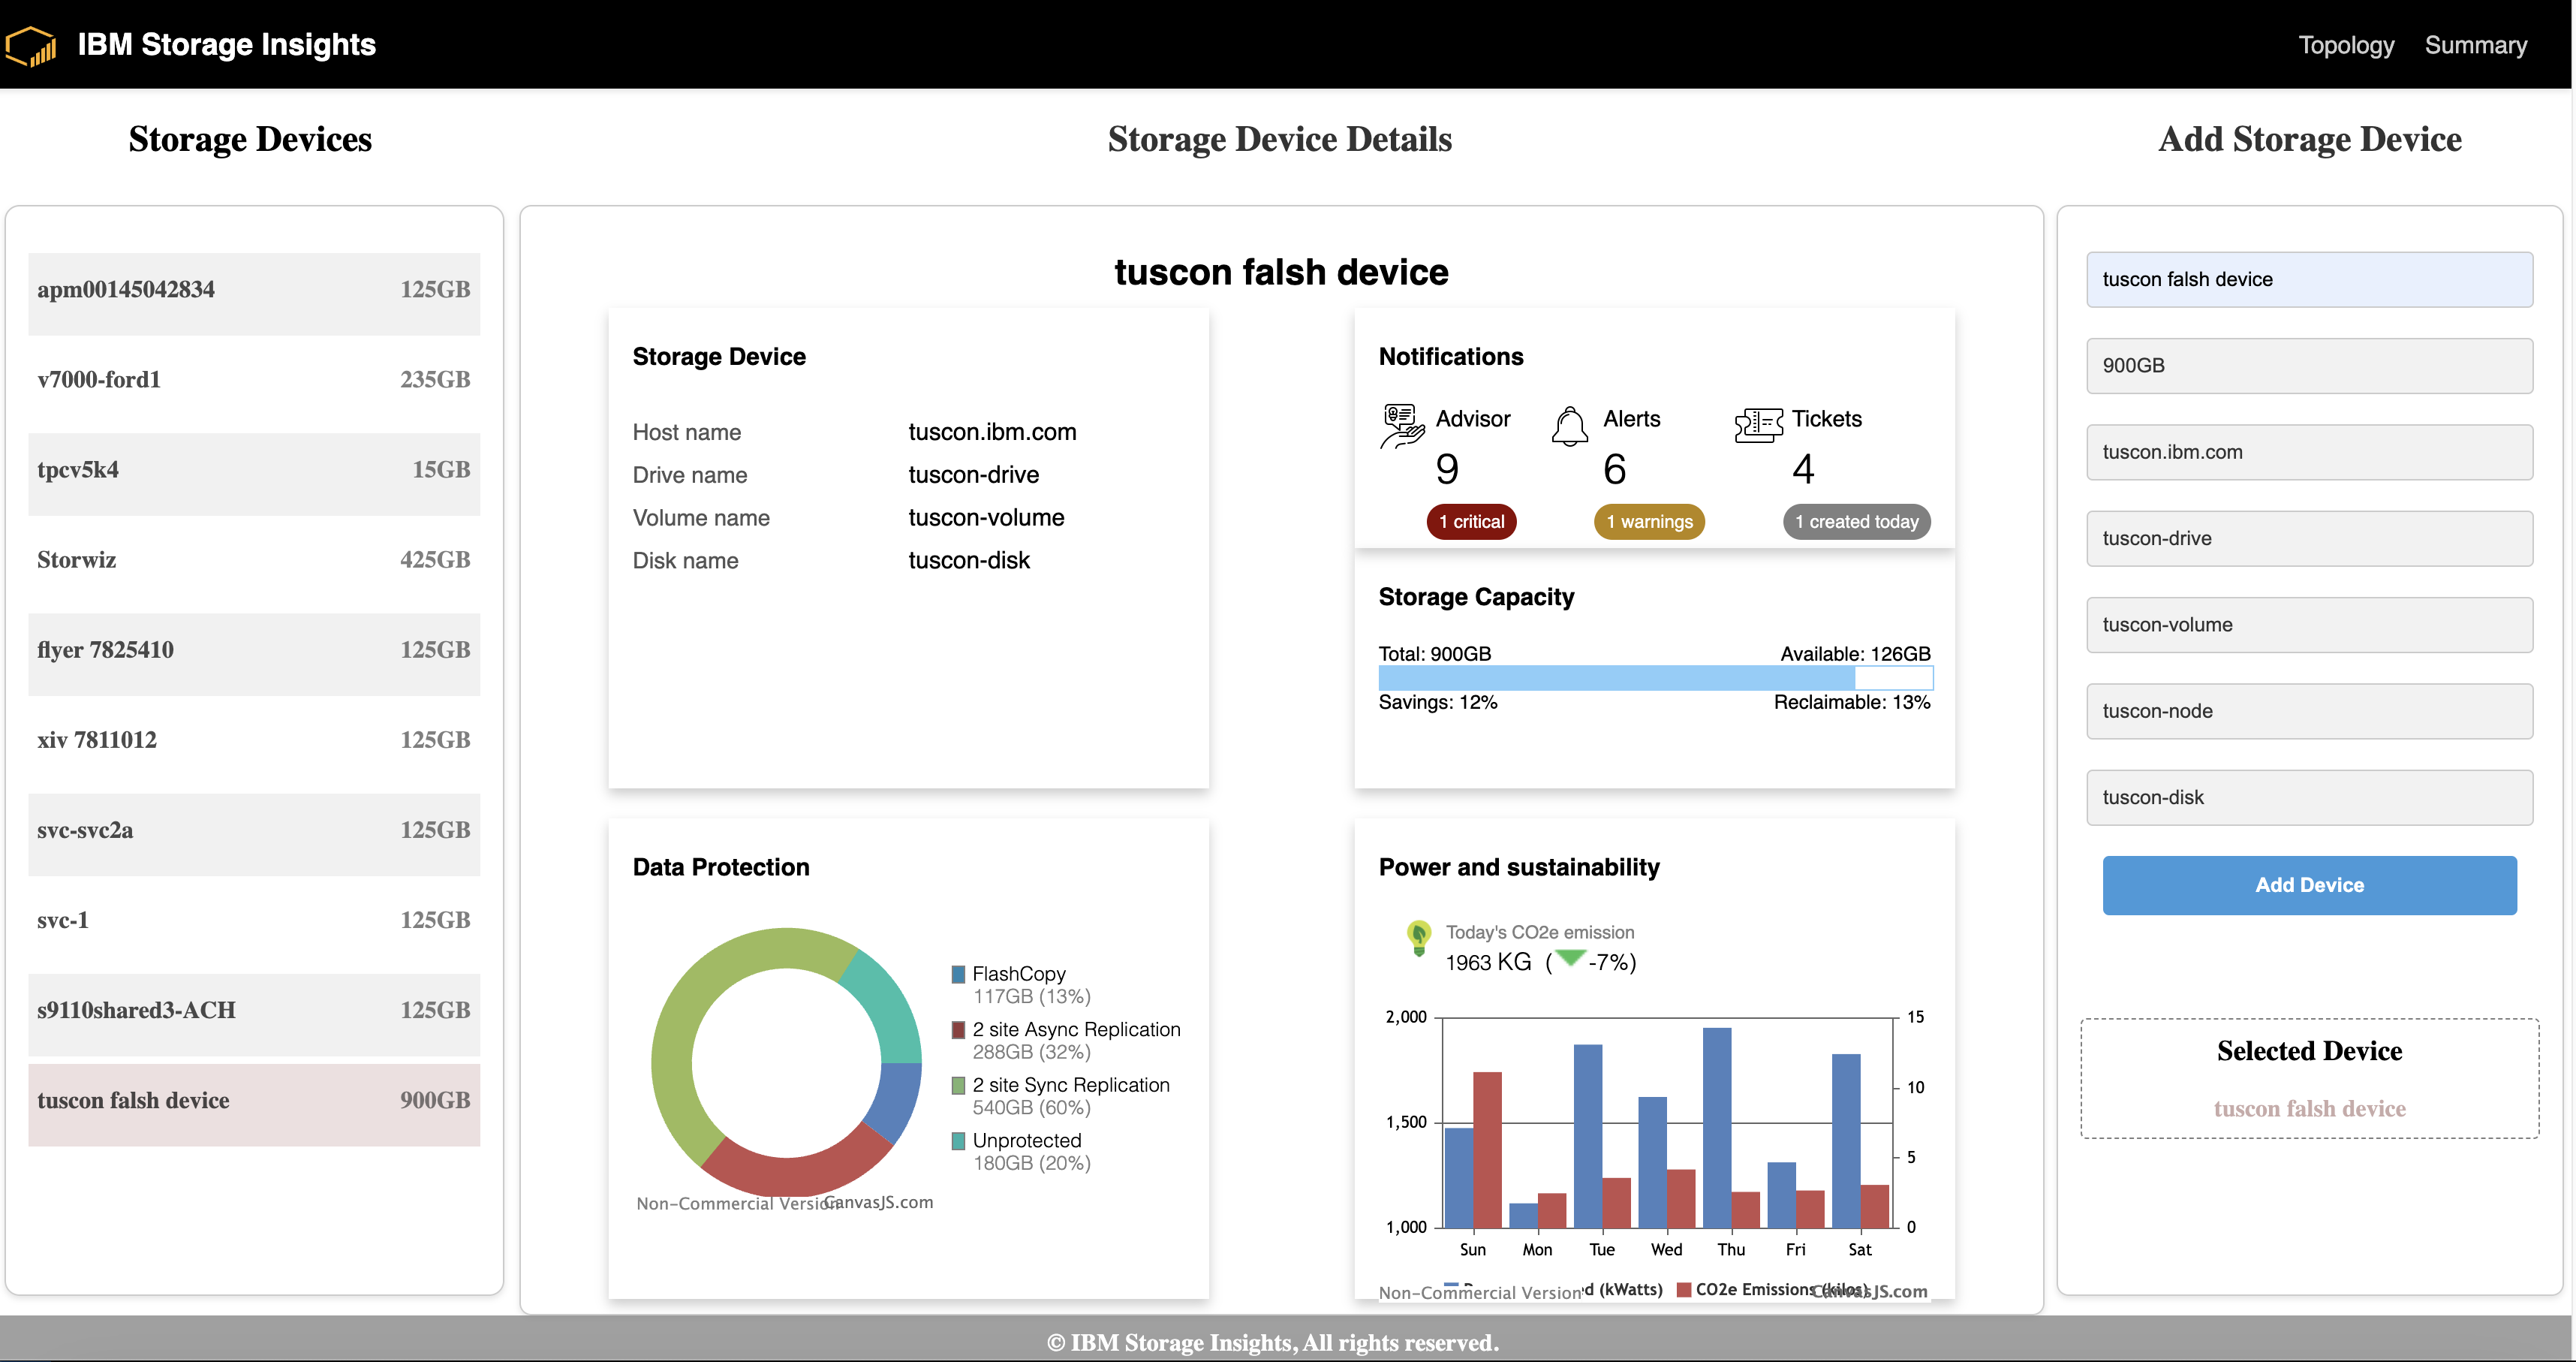 IBM Storage Insights
Topology Summary
Storage Devices
apm00145042834 125GB
v7000-ford1 235GB
tpcv5k4 15GB
Storwiz 425GB
flyer 7825410 125GB
xiv 7811012 125GB
svc-svc2a 125GB
svc-1 125GB
s9110shared3-ACH 125GB
tuscon falsh device 900GB
Storage Device Details
tuscon falsh device
Storage Device
Host name tuscon.ibm.com
Drive name tuscon-drive
Volume name tuscon-volume
Disk name tuscon-disk
Notifications
Advisor Alerts Tickets
9 6 4
1 critical 1 warnings 1 created today
Storage Capacity
Total: 900GB Available: 126GB
Savings: 12% Reclaimable: 13%
Data Protection
FlashCopy
117GB (13%)
2 site Async Replication
288GB (32%)
2 site Sync Replication
540GB (60%)
Unprotected
180GB (20%)
Non-Commercial Version CanvasJS.com
Power and sustainability
Today's CO2e emission
1963 KG (-7%)
2,000 15
10
1,500
5
1,000 0
Sun Mon Tue Wed Thu Fri Sat
(kWatts) CO2e Emissions (kilos)
Non-Commercial Version CanvasJS.com
Add Storage Device
tuscon falsh device
900GB
tuscon.ibm.com
tuscon-drive
tuscon-volume
tuscon-node
tuscon-disk
Add Device
Selected Device
tuscon falsh device
© IBM Storage Insights, All rights reserved.